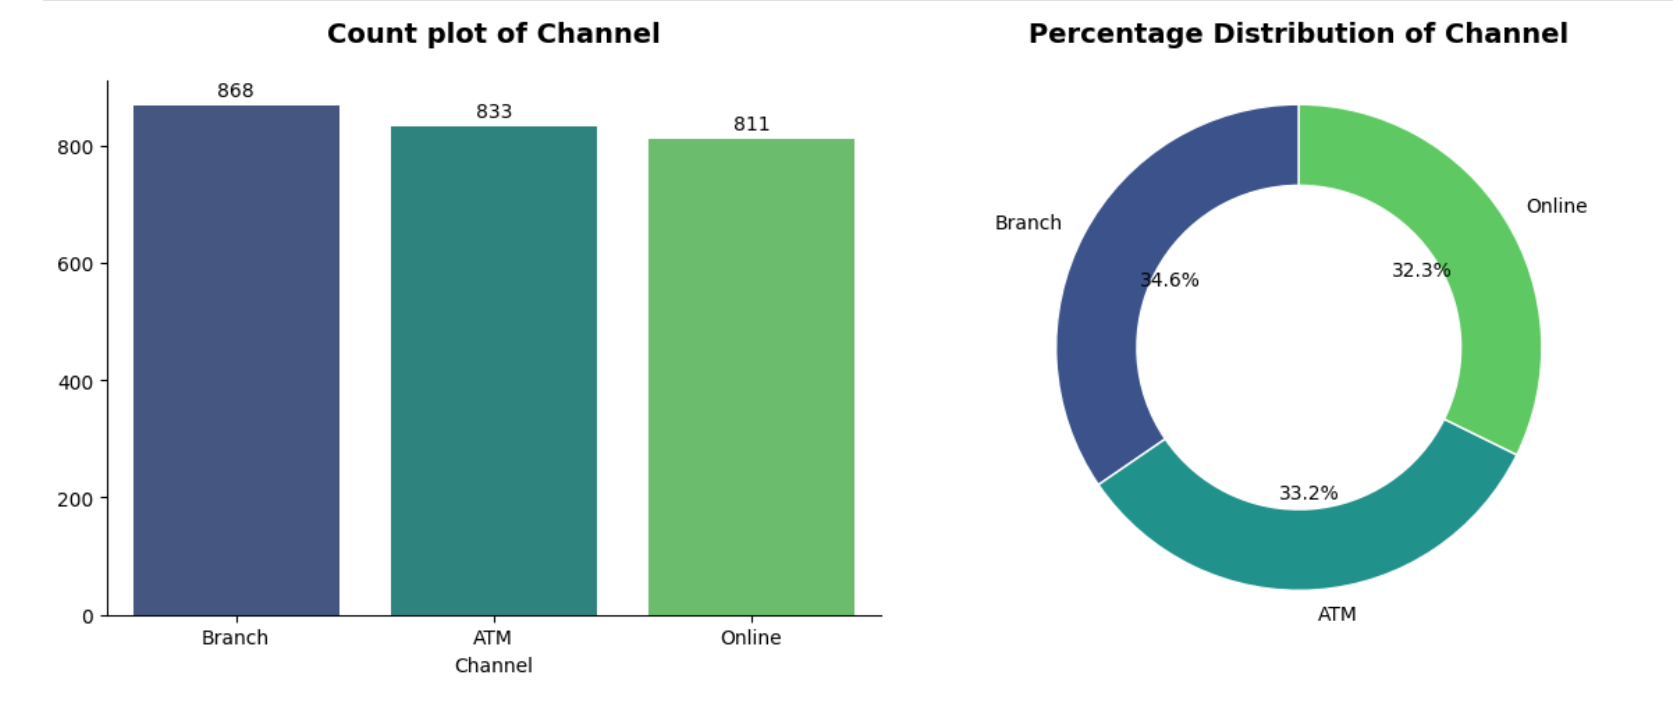 Count plot of Channel
868
833
811
800
600
400
200
0
Branch
ATM
Online
Channel
Percentage Distribution of Channel
Online
Branch
32.3%
34.6%
33.2%
ATM